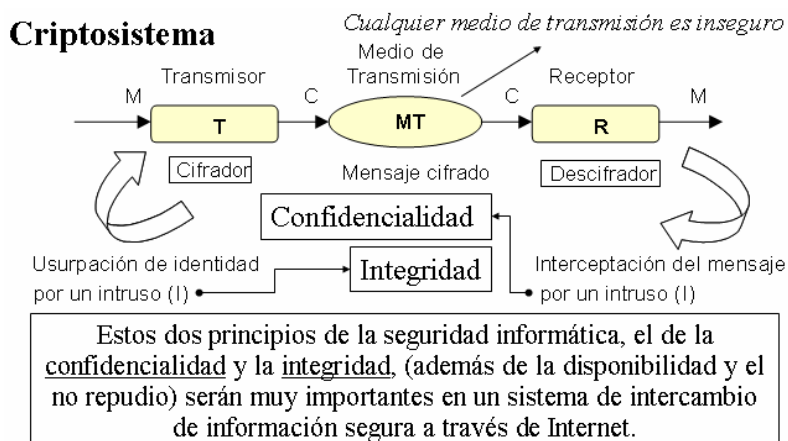 Criptosistema
Cualquier medio de transmisión es inseguro
Medio de
Transmisión
Transmisor
Receptor
M
C
C
M
T
MT
R
Cifrador
Mensaje cifrado
Descifrador
Confidencialidad
Integridad
Usurpación de identidad
por un intruso (I)
Interceptación del mensaje
por un intruso (I)
Estos dos principios de la seguridad informática, el de la
confidencialidad y la integridad, (además de la disponibilidad y el
no repudio) serán muy importantes en un sistema de intercambio
de información segura a través de Internet.